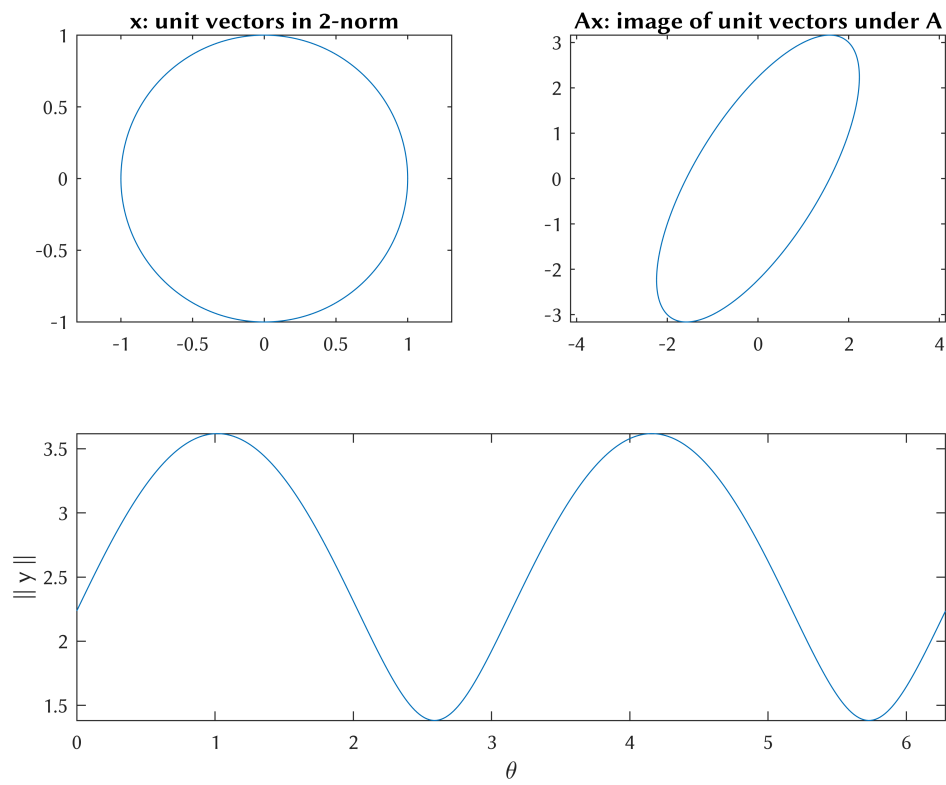 x: unit vectors in 2-norm
1
0.5
0
-0.5
-1
-1 -0.5 0 0.5 1
Ax: image of unit vectors under A
3
2
1
0
-1
-2
-3
-4 -2 0 2 4
3.5
3
2.5
2
1.5
|| y ||
0 1 2 3 4 5 6
θ